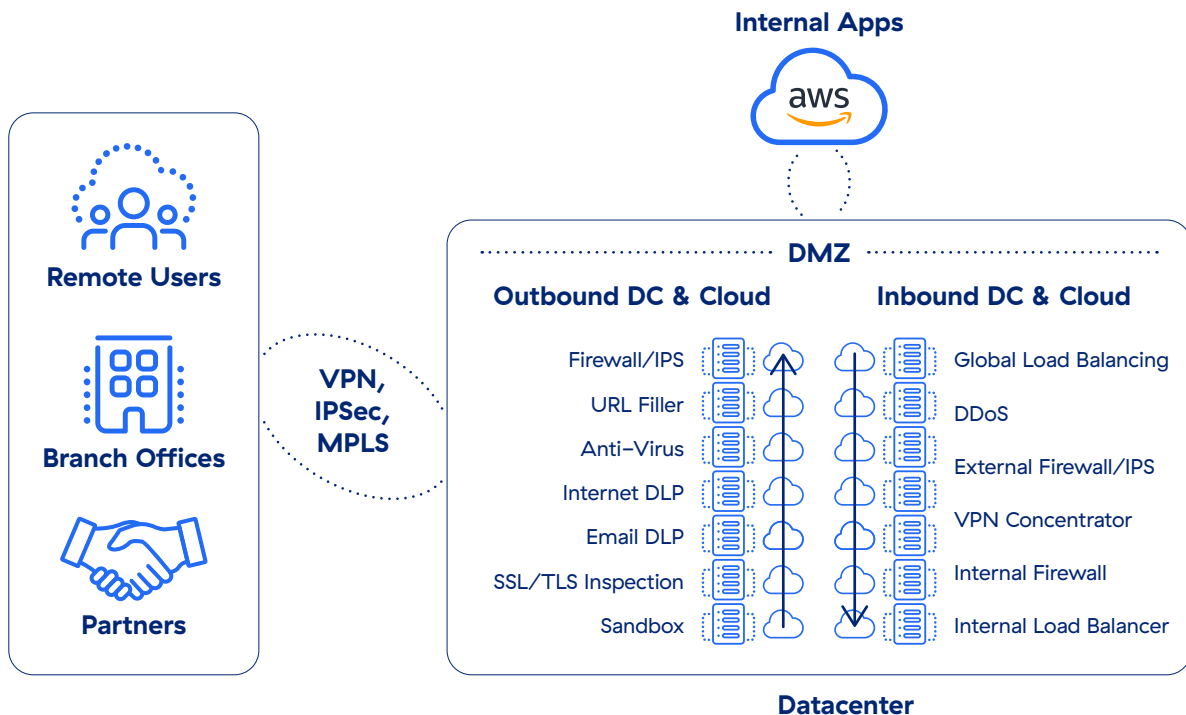 Internal Apps
aws
Remote Users
Branch Offices
Partners
VPN,
IPSec,
MPLS
DMZ
Outbound DC & Cloud
Firewall/IPS
URL Filler
Anti-Virus
Internet DLP
Email DLP
SSL/TLS Inspection
Sandbox
Inbound DC & Cloud
Global Load Balancing
DDoS
External Firewall/IPS
VPN Concentrator
Internal Firewall
Internal Load Balancer
Datacenter